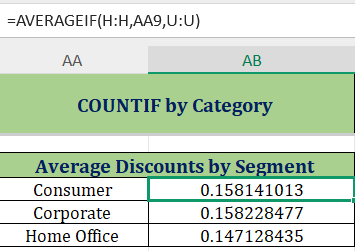 =AVERAGEIF(H:H,AA9,U:U)
AA AB
COUNTIF by Category
Average Discounts by Segment
Consumer 0.158141013
Corporate 0.158228477
Home Office 0.147128435